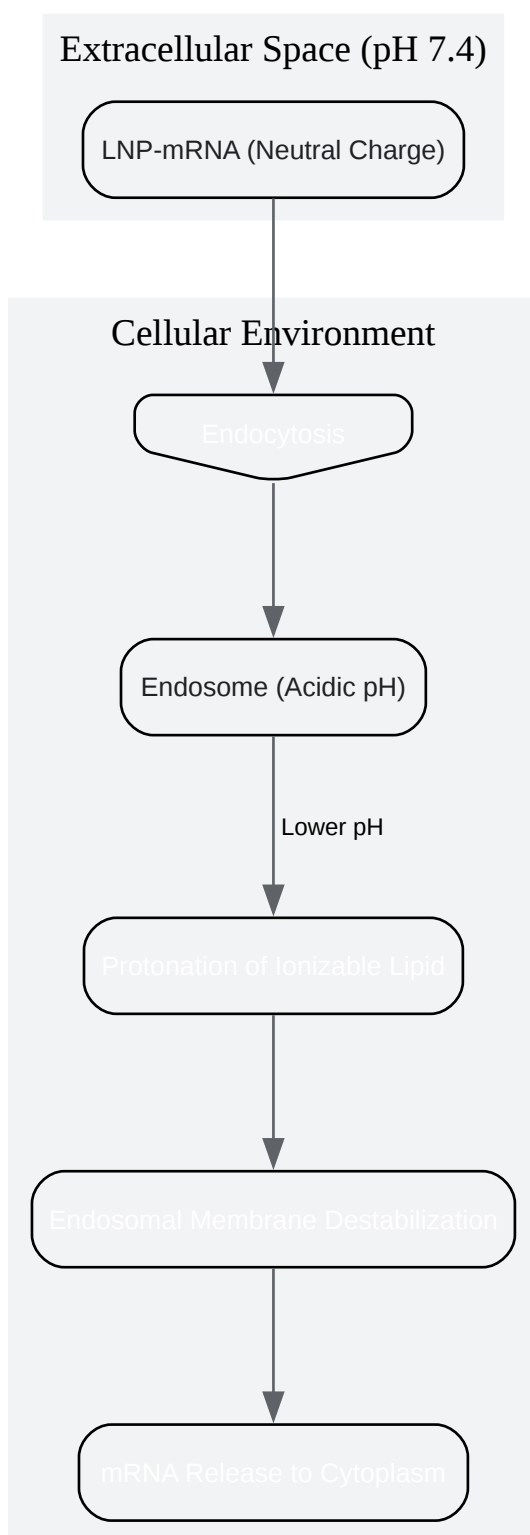 Extracellular Space (pH 7.4)
LNP-mRNA (Neutral Charge)
Cellular Environment
Endocytosis
Endosome (Acidic pH)
Lower pH
Protonation of Ionizable Lipid
Endosomal Membrane Destabilization
mRNA Release to Cytoplasm